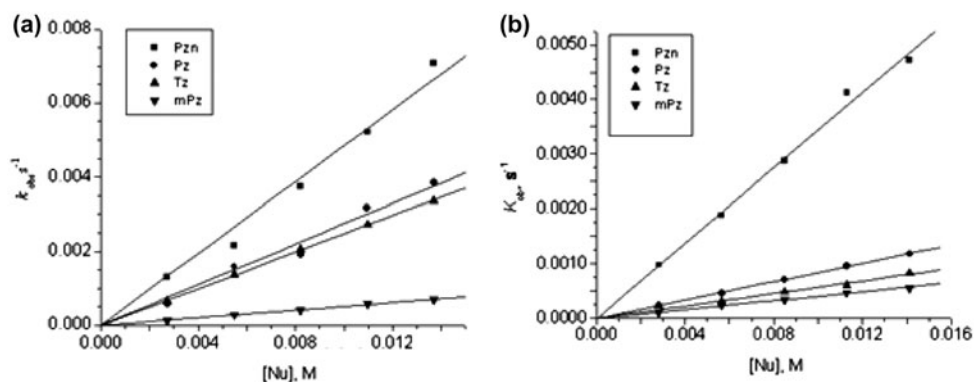 (a)
0.008
0.006
0.004
0.002
0.000
k obs s-1
Pzn
Pz
Tz
mPz
0.000 0.004 0.008 0.012
[Nu], M
(b)
0.0050
0.0040
0.0030
0.0020
0.0010
0.0000
K ob, s-1
Pzn
Pz
Tz
mPz
0.000 0.004 0.008 0.012 0.016
[Nu], M